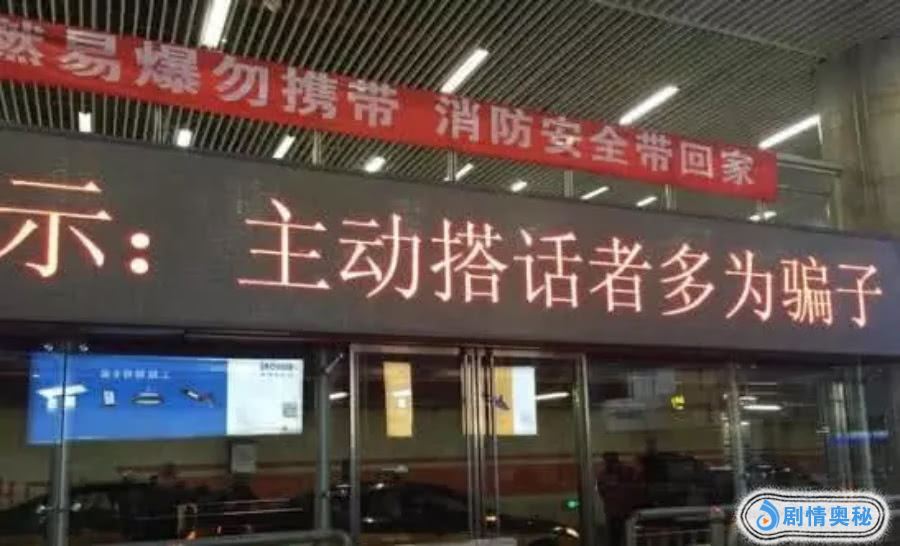 燃易爆勿携带 消防安全带回家
示：主动搭话者多为骗子
剧情奥秘